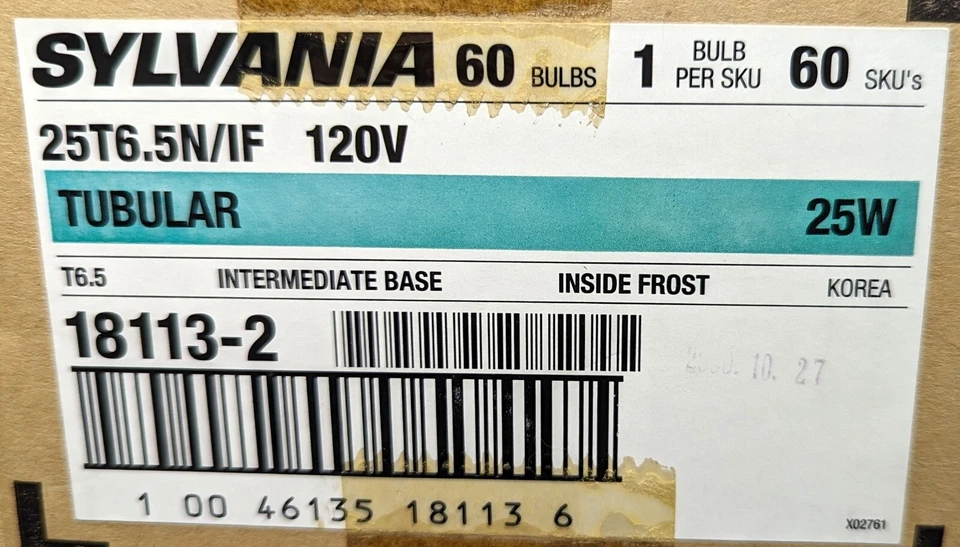 SYLVANIA 60 BULBS 1 BULB PER SKU 60 SKU's
25T6.5N/IF 120V
TUBULAR 25W
T6.5 INTERMEDIATE BASE INSIDE FROST KOREA
18113-2
10. 27
1 00 46135 18113 6
X02761